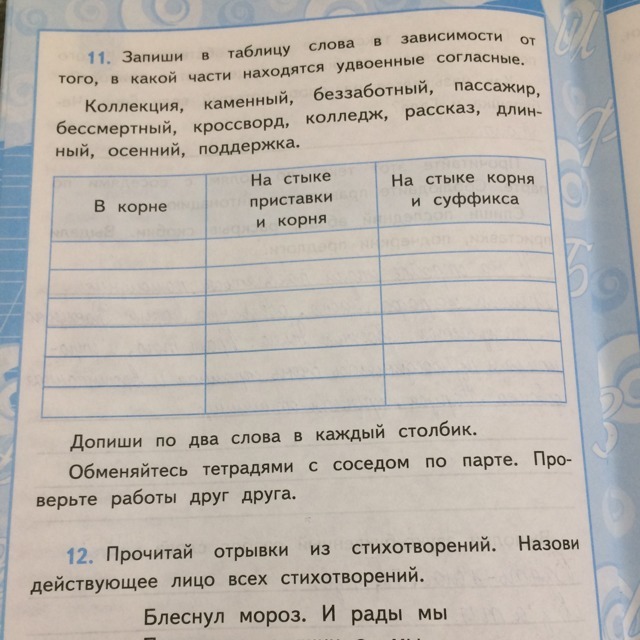 11. Запиши в таблицу слова в зависимости от
того, в какой части находятся удвоенные согласные.
Коллекция, каменный, беззаботный, пассажир,
бессмертный, кроссворд, колледж, рассказ, длин-
ный, осенний, поддержка.
В корне
На стыке
приставки
и корня
На стыке корня
и суффикса
Допиши по два слова в каждый столбик.
Обменяйтесь тетрадями с соседом по парте. Про-
верьте работы друг друга.
12. Прочитай отрывки из стихотворений. Назови
действующее лицо всех стихотворений.
Блеснул мороз. И рады мы